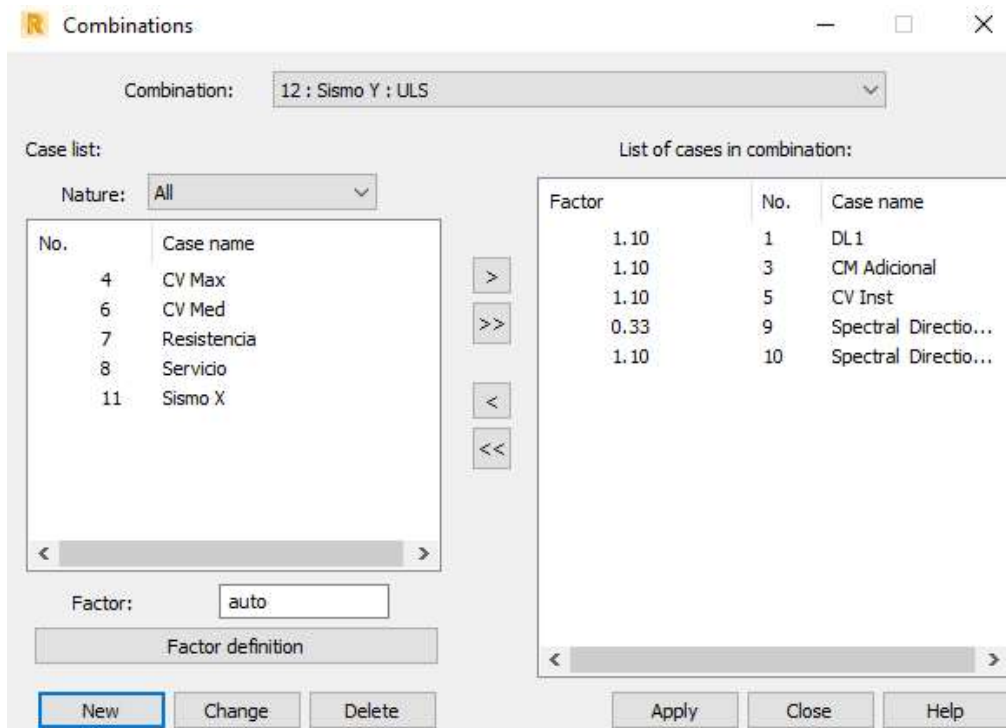 Combinations
Combination: 12 : Sismo Y : ULS
Case list:
Nature: All
No. Case name
4 CV Max
6 CV Med
7 Resistencia
8 Servicio
11 Sismo X
>
>>
<
<<
List of cases in combination:
Factor No. Case name
1.10 1 DL1
1.10 3 CM Adicional
1.10 5 CV Inst
0.33 9 Spectral Directio...
1.10 10 Spectral Directio...
Factor: auto
Factor definition
New Change Delete
Apply Close Help